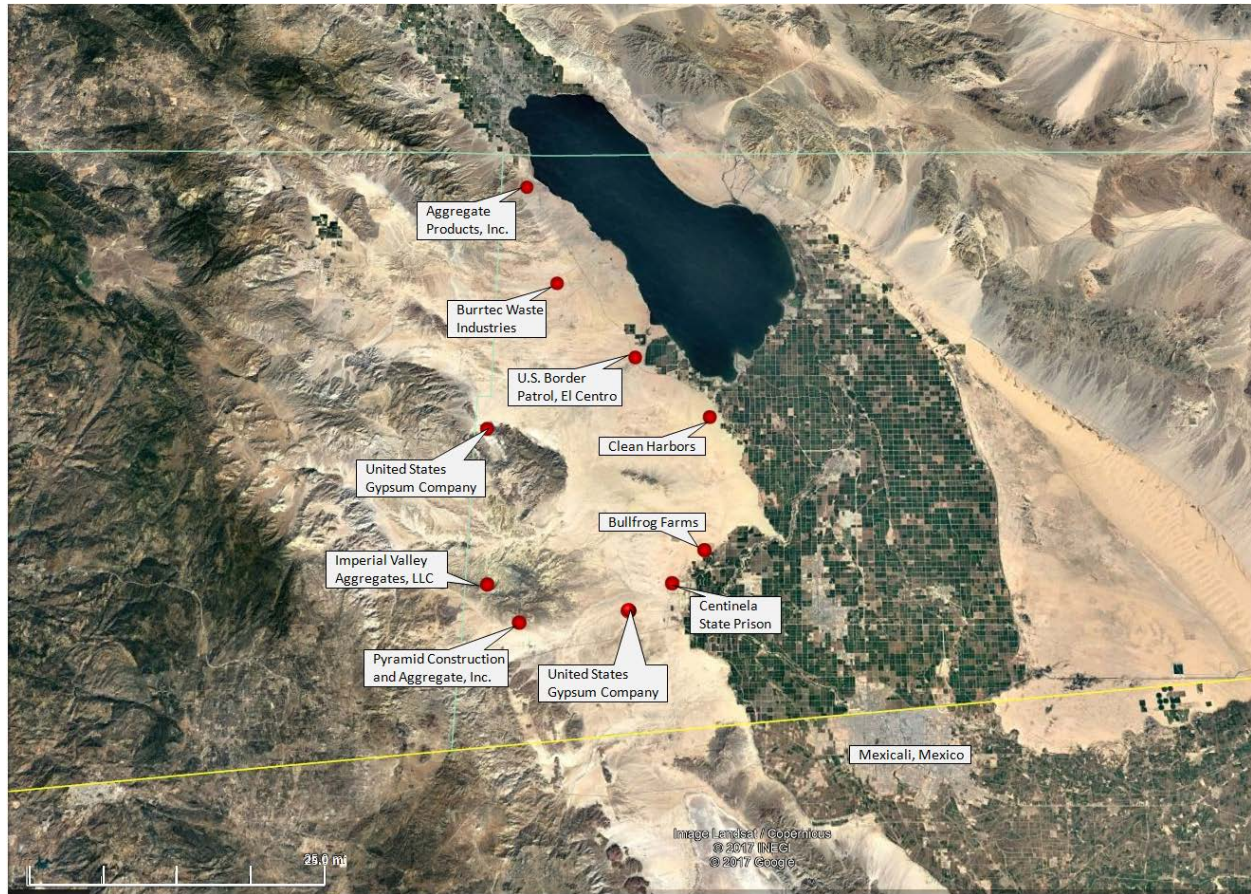 Aggregate
Products, Inc.
Burrtec Waste
Industries
U.S. Border
Patrol, El Centro
Clean Harbors
United States
Gypsum Company
Bullfrog Farms
Imperial Valley
Aggregates, LLC
Centinela
State Prison
Pyramid Construction
and Aggregate, Inc.
United States
Gypsum Company
Mexicali, Mexico
Image Landsat / Copernicus
© 2017 INEGI
© 2017 Google
25.0 mi